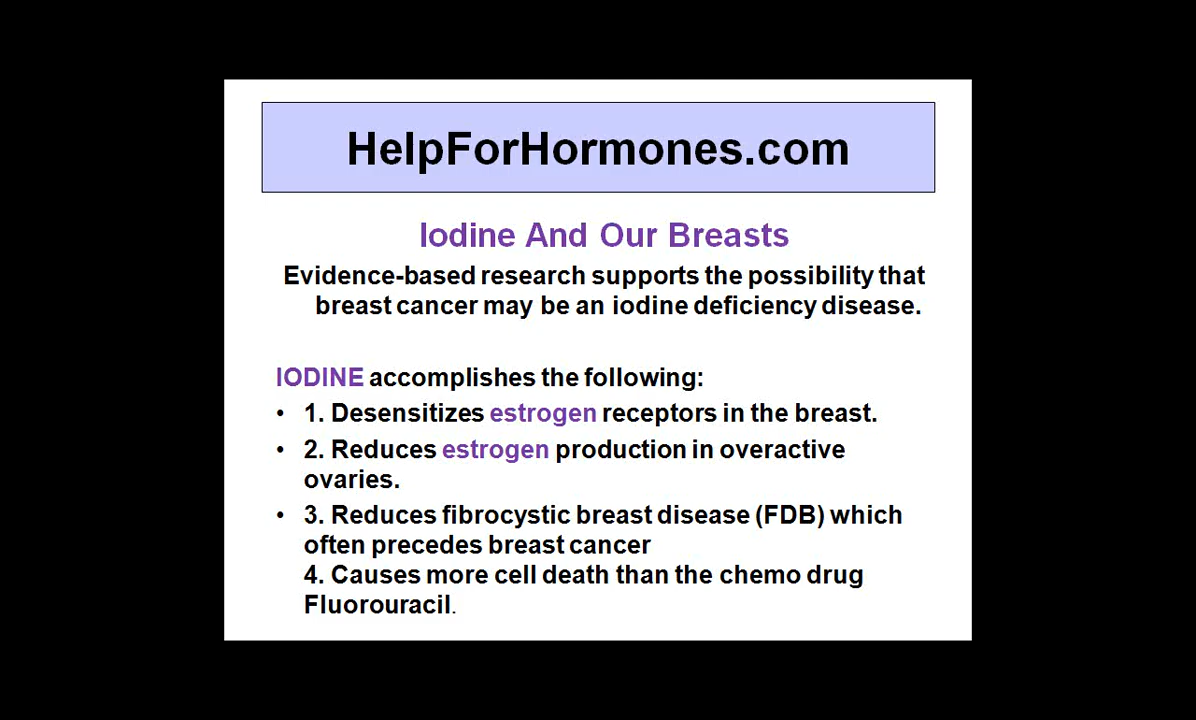 HelpForHormones.com
Iodine And Our Breasts
Evidence-based research supports the possibility that
breast cancer may be an iodine deficiency disease.
IODINE accomplishes the following:
• 1. Desensitizes estrogen receptors in the breast.
• 2. Reduces estrogen production in overactive
ovaries.
• 3. Reduces fibrocystic breast disease (FDB) which
often precedes breast cancer
4. Causes more cell death than the chemo drug
Fluorouracil.